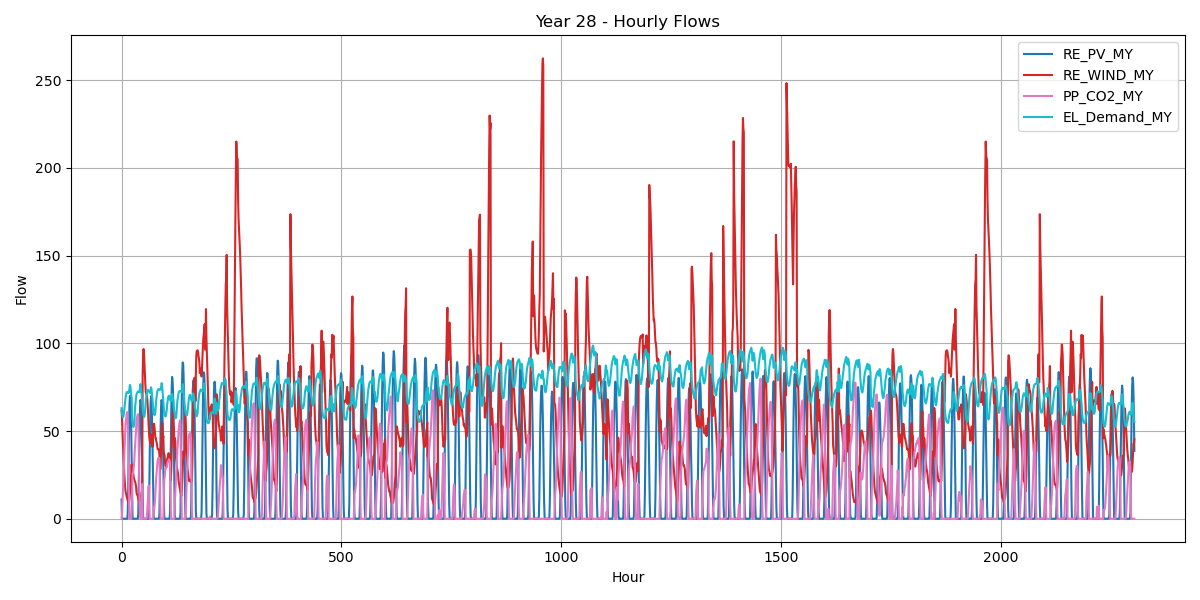 Year 28 - Hourly Flows
RE_PV_MY
RE_WIND_MY
PP_CO2_MY
EL_Demand_MY
250
200
150
100
50
0
Flow
0
500
1000
1500
2000
Hour